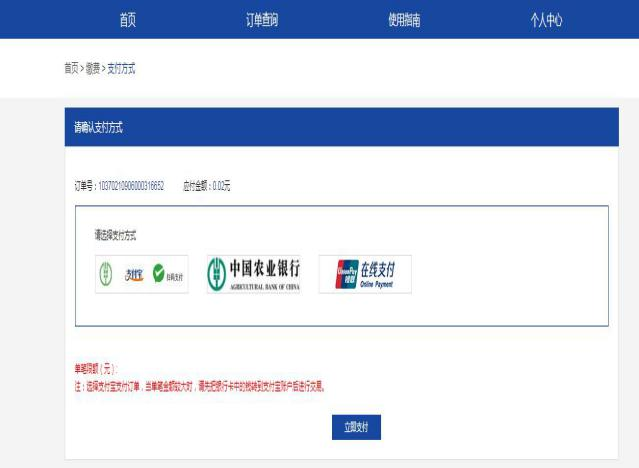 首页 订单查询 使用指南 个人中心
首页 > 缴费 > 支付方式
请确认支付方式
订单号：10370210906000316652 应付金额：0.02元
请选择支付方式
支付宝 扫码支付 中国农业银行 AGRICULTURAL BANK OF CHINA UnionPay 银联 在线支付 Online Payment
单笔限额（元）:
注：选择支付宝支付订单，当单笔金额较大时，请先把银行卡中的钱转到支付宝账户后进行交易。
立即支付